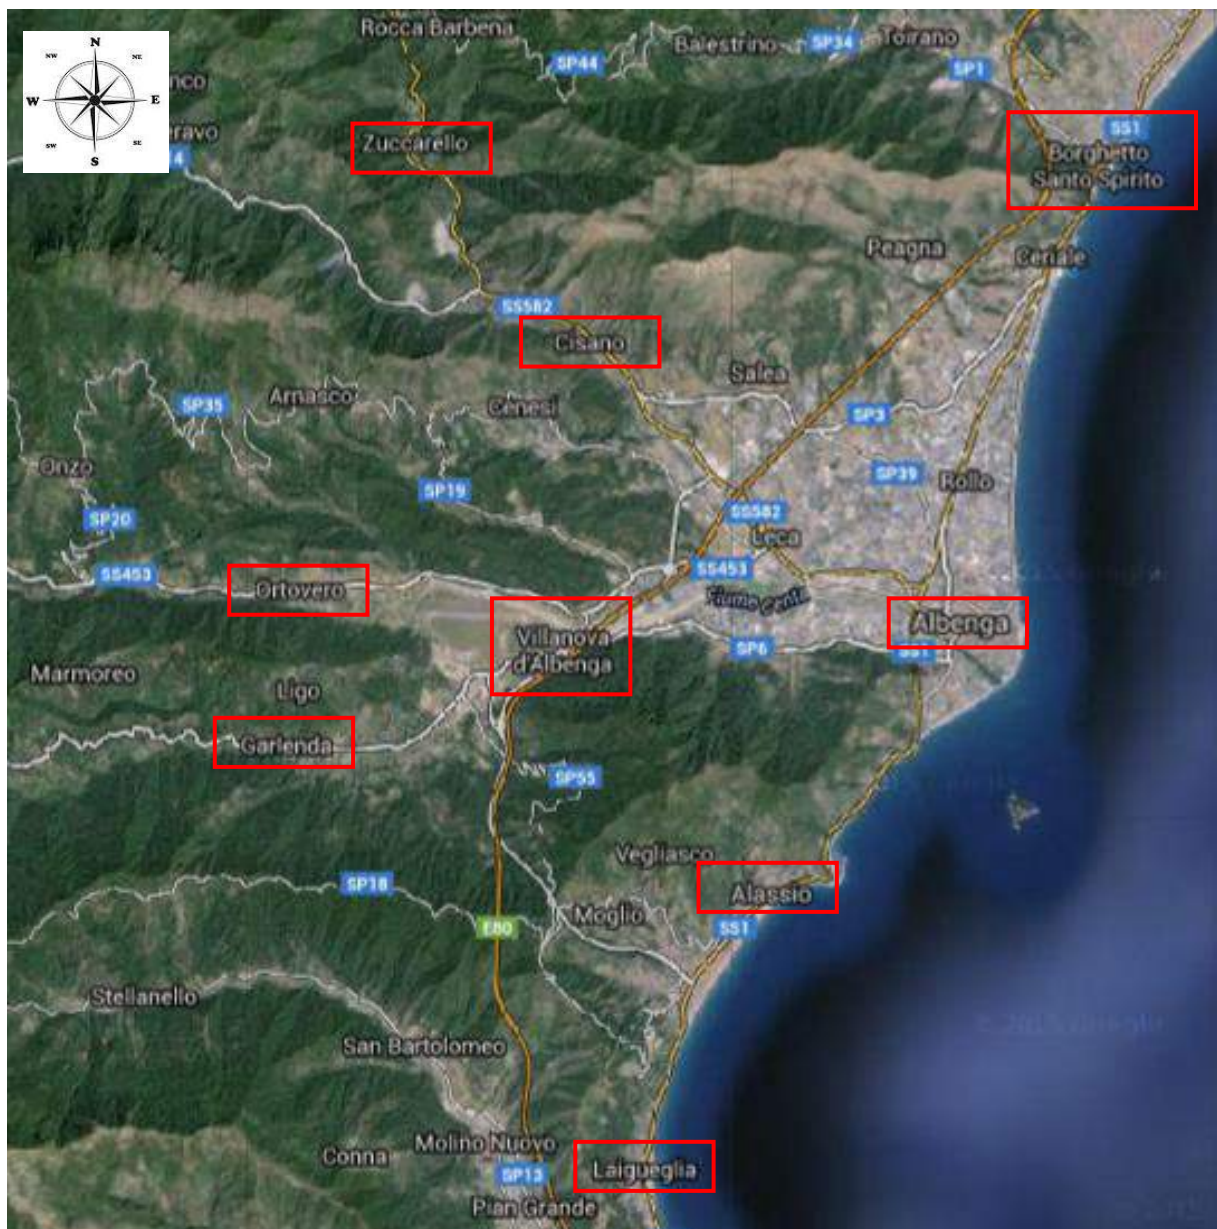 Rocca Barbena
Balestrino
SP34
Toirano
SP44
SP1
N
NW
NE
W
E
SW
SE
S
Zuccarello
SS1
Borghetto
Santo Spirito
Peagna
Ceriale
SS582
Cisano
Salea
Arnasco
SP35
Cenesi
SP3
Onzo
SP19
SP39
Rollo
SP20
SS582
Leca
SS453
SS453
Ortovero
Fiume Centa
Villanova
d'Albenga
Albenga
SP6
SS1
Marmoreo
Ligo
Garlenda
SP55
Vegliasco
SP18
Alassio
Moglio
E80
SS1
Stellanello
San Bartolomeo
Molino Nuovo
Conna
SP13
Laigueglia
Pian Grande